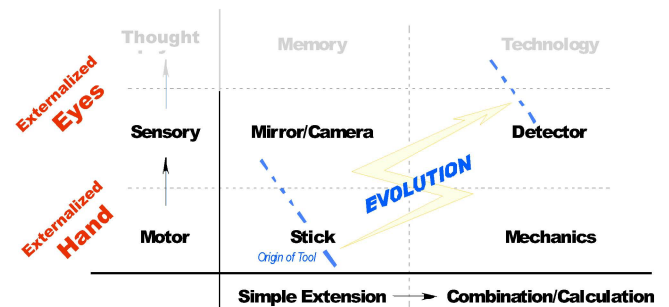 Thought
Memory
Technology
Externalized
Eyes
Sensory
Mirror/Camera
Detector
EVOLUTION
Externalized
Hand
Motor
Stick
Mechanics
Origin of Tool
Simple Extension
Combination/Calculation